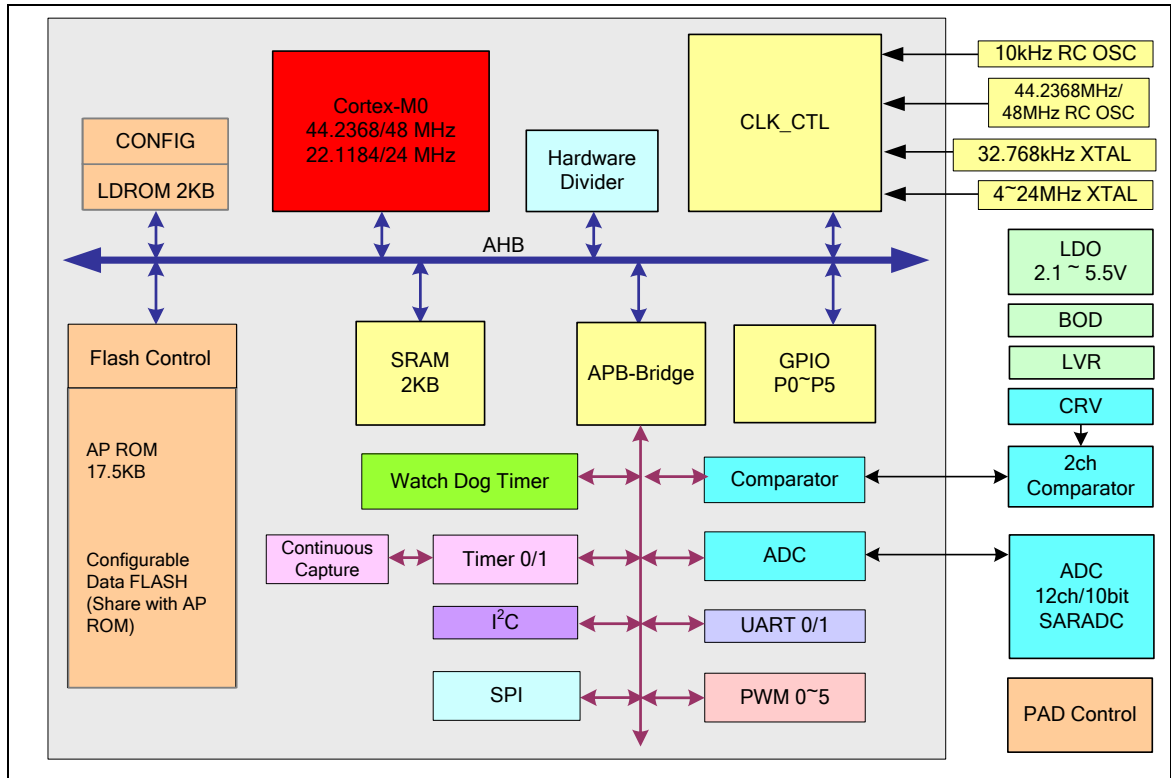 Cortex-M0
44.2368/48 MHz
22.1184/24 MHz
CLK_CTL
10kHz RC OSC
44.2368MHz/
48MHz RC OSC
32.768kHz XTAL
4~24MHz XTAL
CONFIG
LDROM 2KB
Hardware
Divider
AHB
LDO
2.1 ~ 5.5V
BOD
LVR
CRV
2ch
Comparator
Flash Control
AP ROM
17.5KB
Configurable
Data FLASH
(Share with AP
ROM)
SRAM
2KB
APB-Bridge
GPIO
P0~P5
Watch Dog Timer
Comparator
Continuous
Capture
Timer 0/1
ADC
ADC
12ch/10bit
SARADC
I²C
UART 0/1
SPI
PWM 0~5
PAD Control